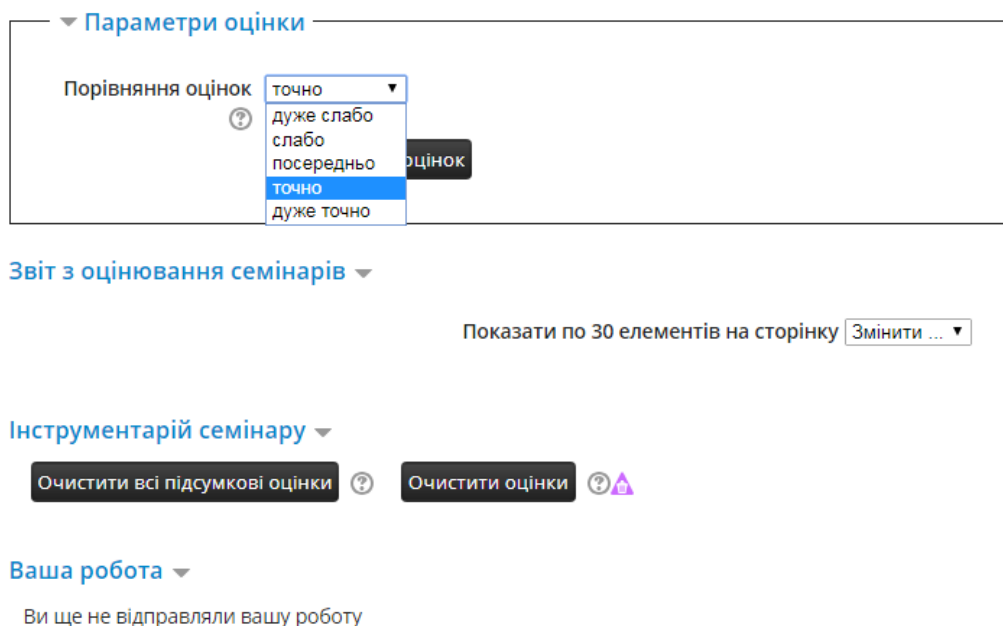 Параметри оцінки
Порівняння оцінок точно
дуже слабо
слабо
посередньо
точно
дуже точно
оцінок
Звіт з оцінювання семінарів
Показати по 30 елементів на сторінку Змінити ...
Інструментарій семінару
Очистити всі підсумкові оцінки Очистити оцінки
Ваша робота
Ви ще не відправляли вашу роботу